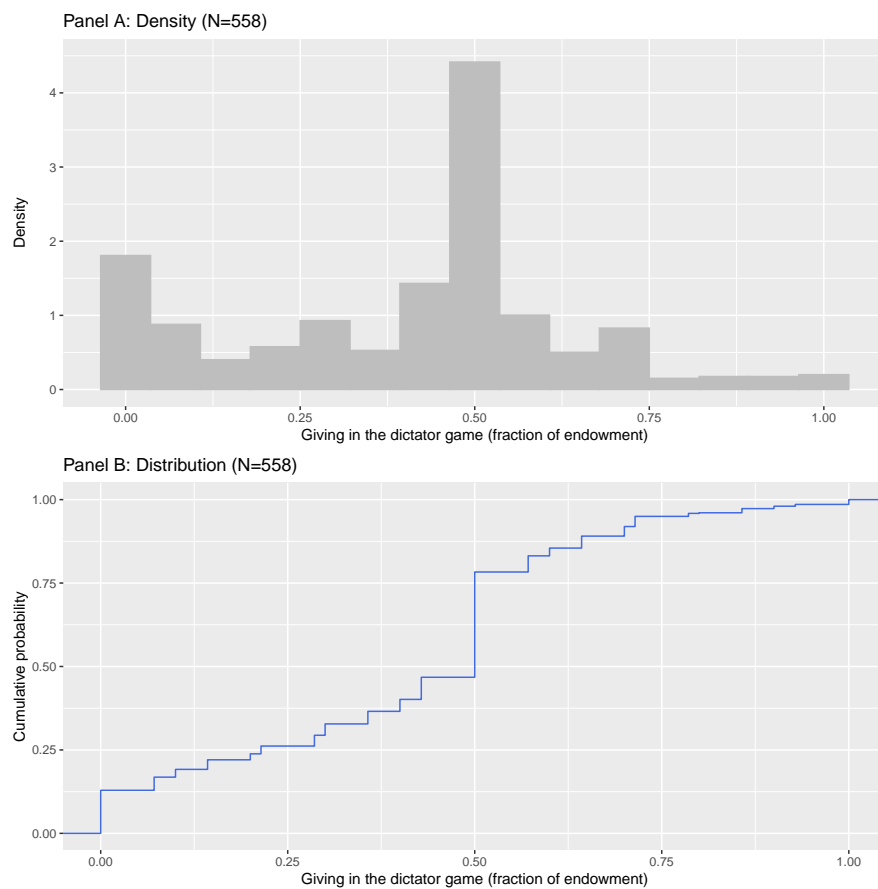 Panel A: Density (N=558)
4
3
2
1
0
Density
0.00 0.25 0.50 0.75 1.00
Giving in the dictator game (fraction of endowment)
Panel B: Distribution (N=558)
1.00
0.75
0.50
0.25
0.00
Cumulative probability
0.00 0.25 0.50 0.75 1.00
Giving in the dictator game (fraction of endowment)